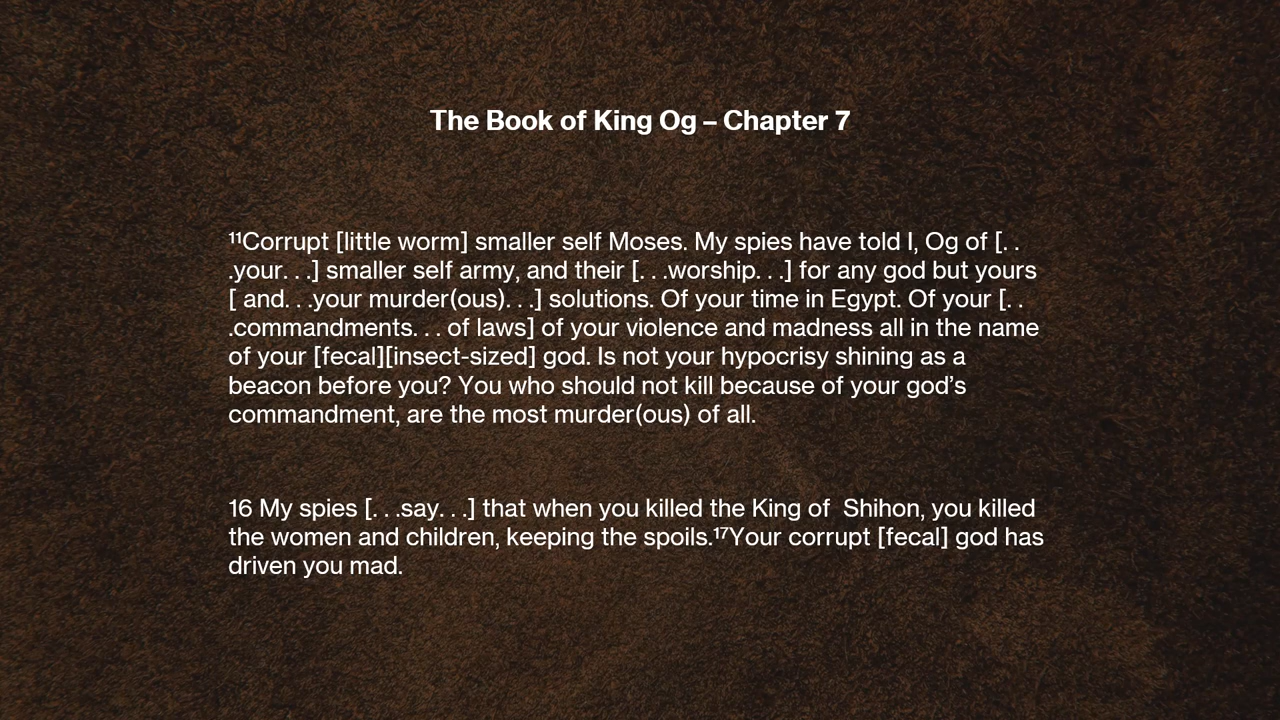 The Book of King Og – Chapter 7
¹¹Corrupt [little worm] smaller self Moses. My spies have told I, Og of [. .
.your. . .] smaller self army, and their [. . .worship. . .] for any god but yours
[ and. . .your murder(ous). . .] solutions. Of your time in Egypt. Of your [. .
.commandments. . . of laws] of your violence and madness all in the name
of your [fecal][insect-sized] god. Is not your hypocrisy shining as a
beacon before you? You who should not kill because of your god’s
commandment, are the most murder(ous) of all.
16 My spies [. . .say. . .] that when you killed the King of  Shihon, you killed
the women and children, keeping the spoils.¹⁷Your corrupt [fecal] god has
driven you mad.